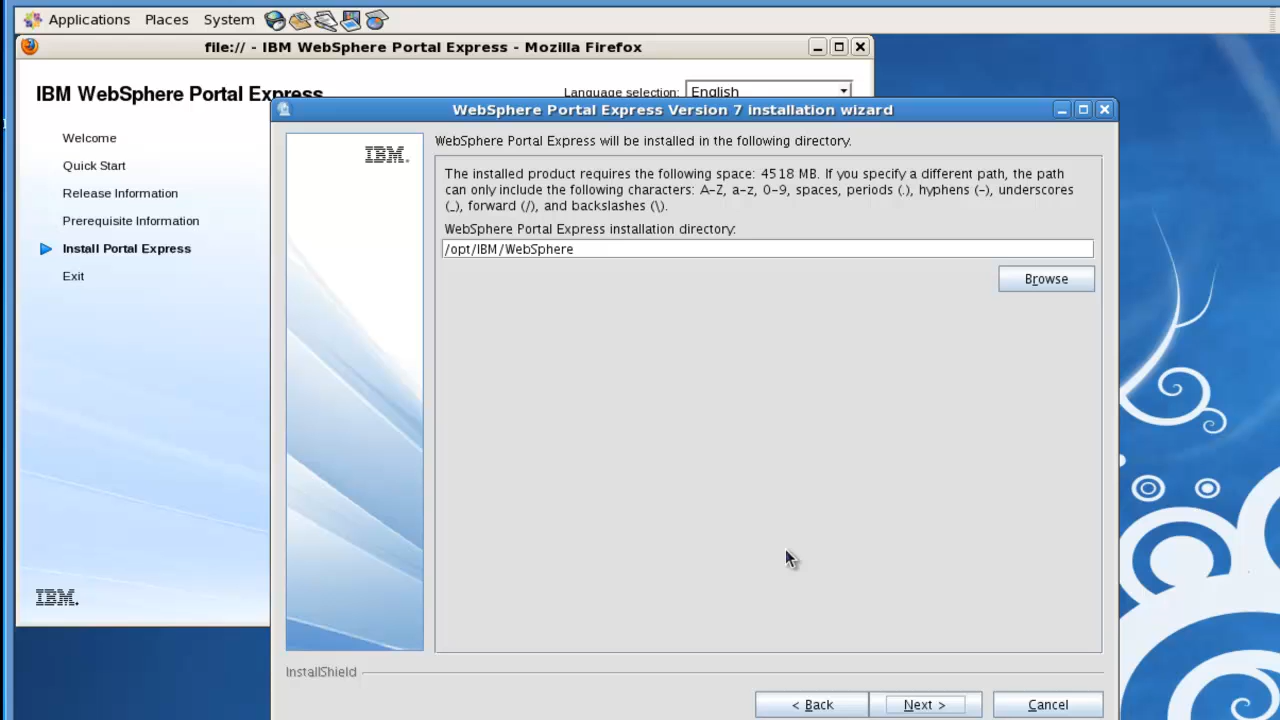 Applications Places System
file:// - IBM WebSphere Portal Express - Mozilla Firefox
IBM WebSphere Portal Express
Language selection: English
Welcome
Quick Start
Release Information
Prerequisite Information
Install Portal Express
Exit
IBM.
WebSphere Portal Express Version 7 installation wizard
IBM.
WebSphere Portal Express will be installed in the following directory.
The installed product requires the following space: 4518 MB. If you specify a different path, the path
can only include the following characters: A-Z, a-z, 0-9, spaces, periods (.), hyphens (-), underscores
(_), forward (/), and backslashes (\).
WebSphere Portal Express installation directory:
/opt/IBM/WebSphere
Browse
InstallShield
< Back Next > Cancel